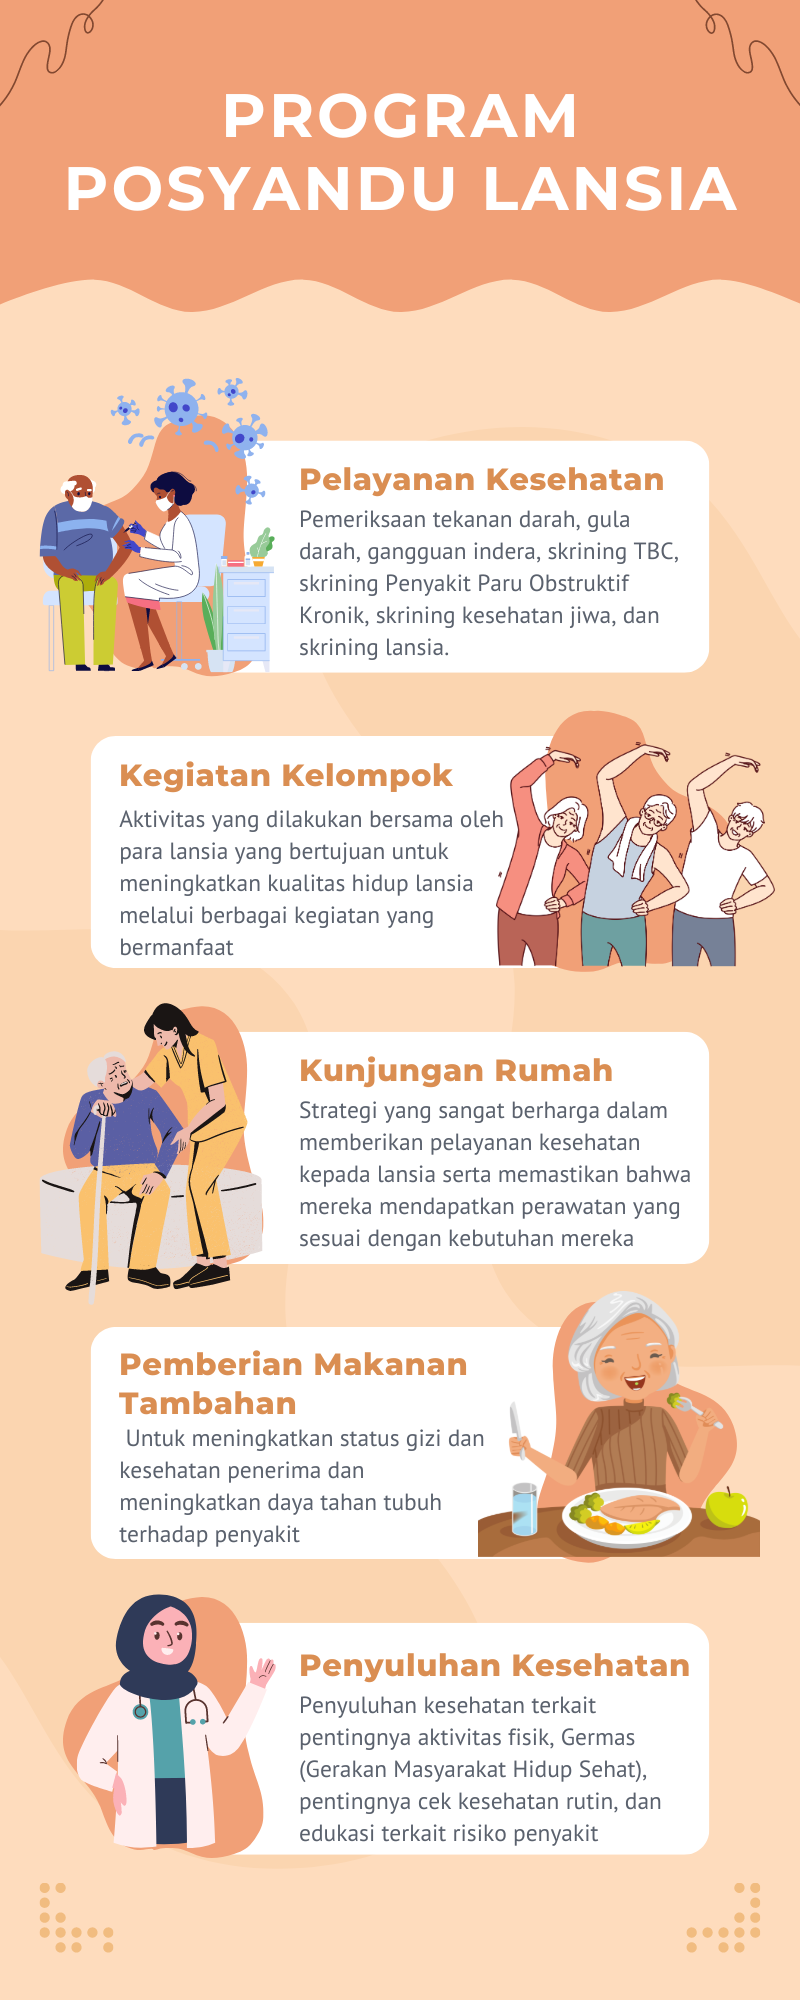 PROGRAM
POSYANDU LANSIA
Pelayanan Kesehatan
Pemeriksaan tekanan darah, gula
darah, gangguan indera, skrining TBC,
skrining Penyakit Paru Obstruktif
Kronik, skrining kesehatan jiwa, dan
skrining lansia.
Kegiatan Kelompok
Aktivitas yang dilakukan bersama oleh
para lansia yang bertujuan untuk
meningkatkan kualitas hidup lansia
melalui berbagai kegiatan yang
bermanfaat
Kunjungan Rumah
Strategi yang sangat berharga dalam
memberikan pelayanan kesehatan
kepada lansia serta memastikan bahwa
mereka mendapatkan perawatan yang
sesuai dengan kebutuhan mereka
Pemberian Makanan
Tambahan
Untuk meningkatkan status gizi dan
kesehatan penerima dan
meningkatkan daya tahan tubuh
terhadap penyakit
Penyuluhan Kesehatan
Penyuluhan kesehatan terkait
pentingnya aktivitas fisik, Germas
(Gerakan Masyarakat Hidup Sehat),
pentingnya cek kesehatan rutin, dan
edukasi terkait risiko penyakit